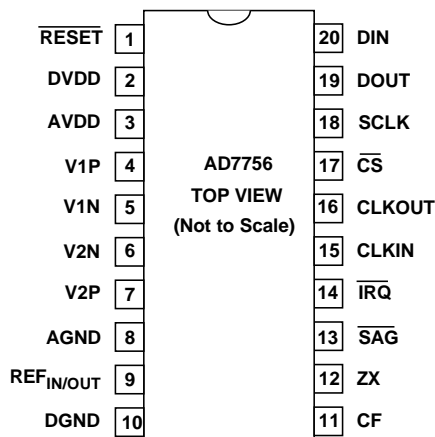 RESET 1 20 DIN
DVDD 2 19 DOUT
AVDD 3 18 SCLK
V1P 4 AD7756 17 CS
V1N 5 TOP VIEW 16 CLKOUT
(Not to Scale)
V2N 6 15 CLKIN
V2P 7 14 IRQ
AGND 8 13 SAG
REFIN/OUT 9 12 ZX
DGND 10 11 CF